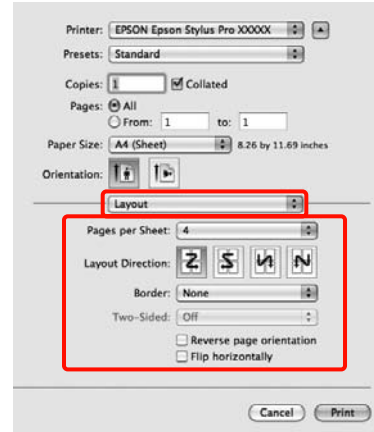 Printer: EPSON Epson Stylus Pro XXXXX
Presets: Standard
Copies: 1 Collated
Pages: All
From: 1 to: 1
Paper Size: A4 (Sheet) 8.26 by 11.69 inches
Orientation:
Layout
Pages per Sheet: 4
Layout Direction:
Border: None
Two-Sided: Off
Reverse page orientation
Flip horizontally
Cancel Print